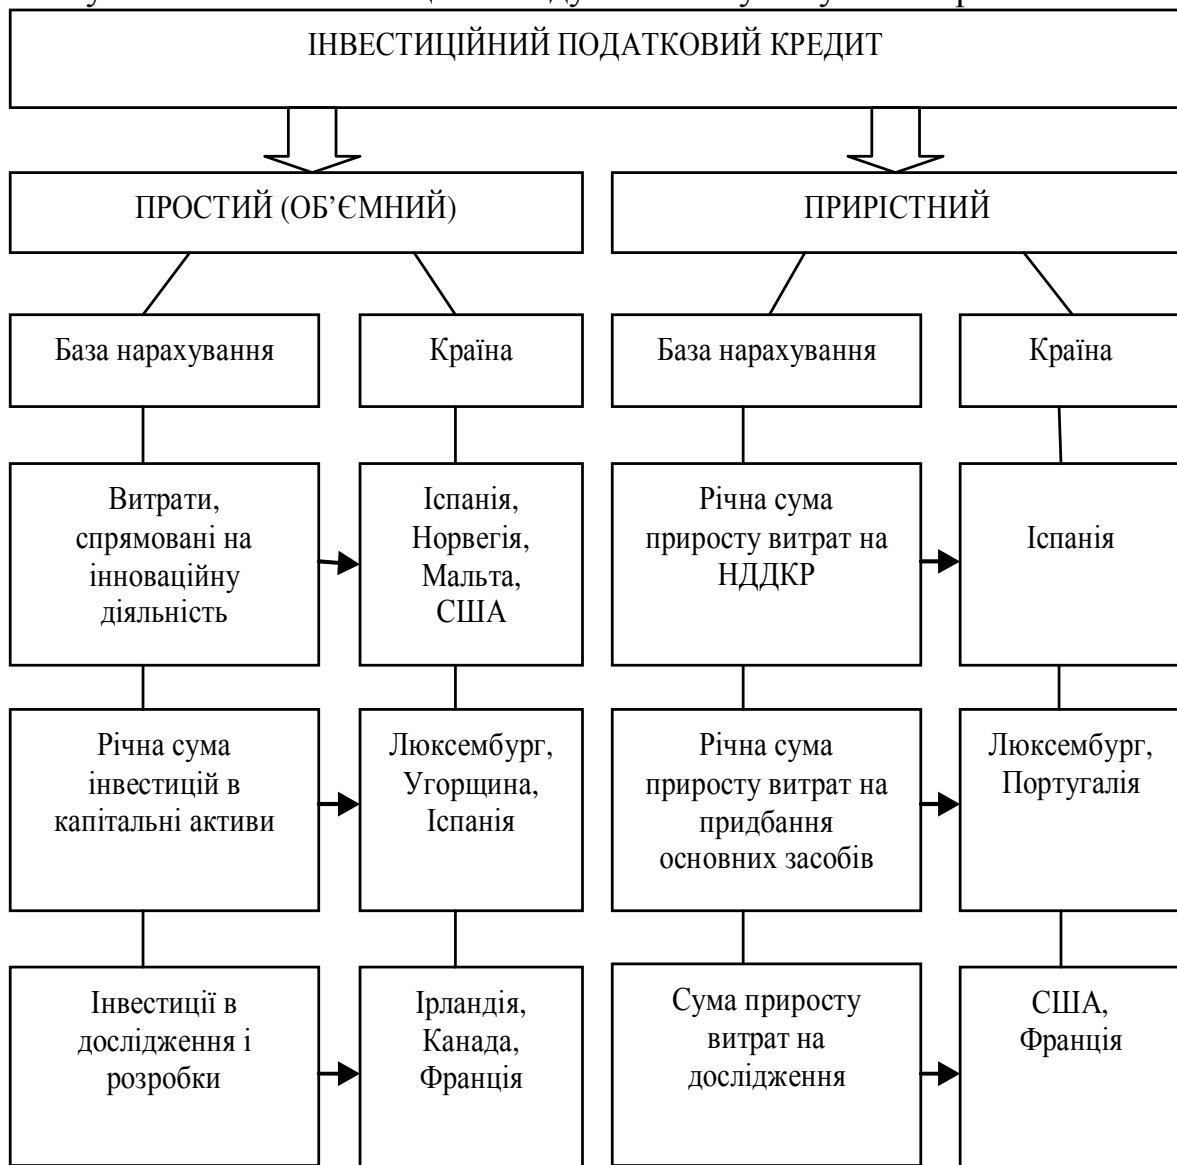 ІНВЕСТИЦІЙНИЙ ПОДАТКОВИЙ КРЕДИТ
ПРОСТИЙ (ОБ’ЄМНИЙ)
ПРИРІСТНИЙ
База нарахування
Країна
База нарахування
Країна
Витрати,
спрямовані на
інноваційну
діяльність
Іспанія,
Норвегія,
Мальта,
США
Річна сума
приросту витрат на
НДДКР
Іспанія
Річна сума
інвестицій в
капітальні активи
Люксембург,
Угорщина,
Іспанія
Річна сума
приросту витрат на
придбання
основних засобів
Люксембург,
Португалія
Інвестиції в
дослідження і
розробки
Ірландія,
Канада,
Франція
Сума приросту
витрат на
дослідження
США,
Франція